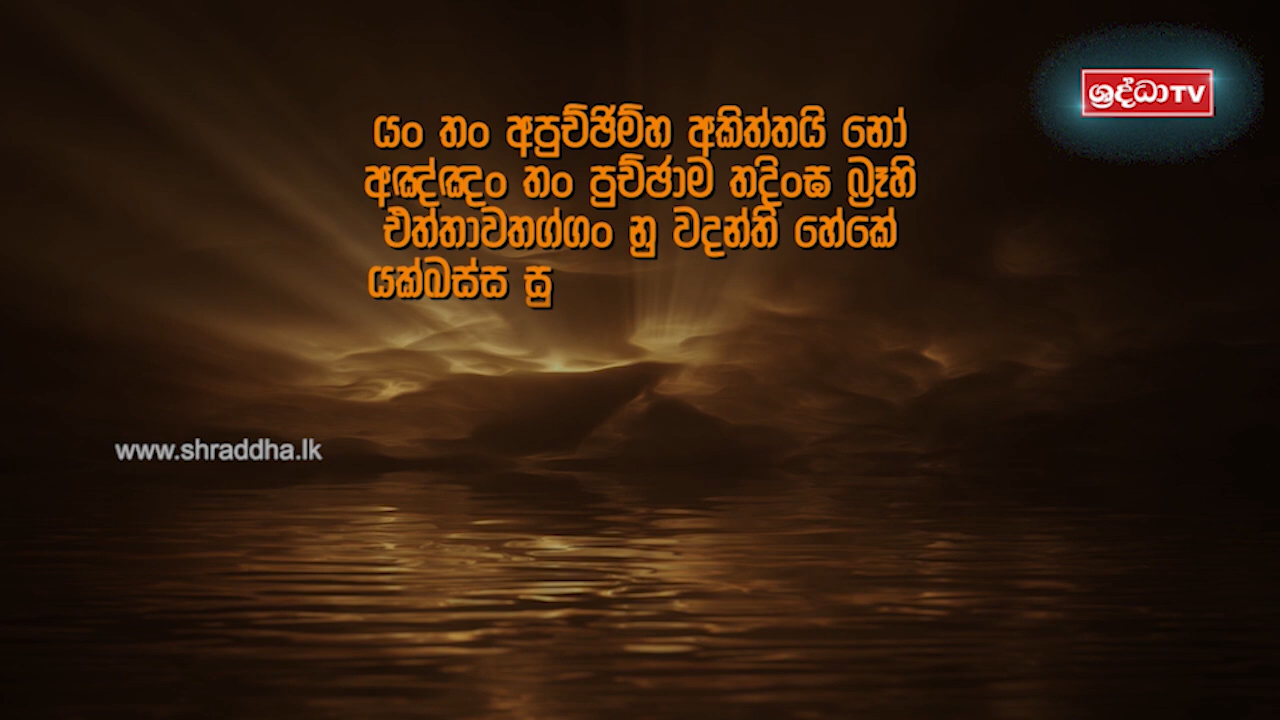 ශ්‍රද්ධාTV
යං තං අපුච්ඡිම්හ අකිත්තයි නෝ
අඤ්ඤං තං පුච්ඡාම තදිංඝ බ්‍රෑහි
එත්තාවතග්ගං නු වදන්ති හේකේ
යක්ඛස්ස සු
www.shraddha.lk